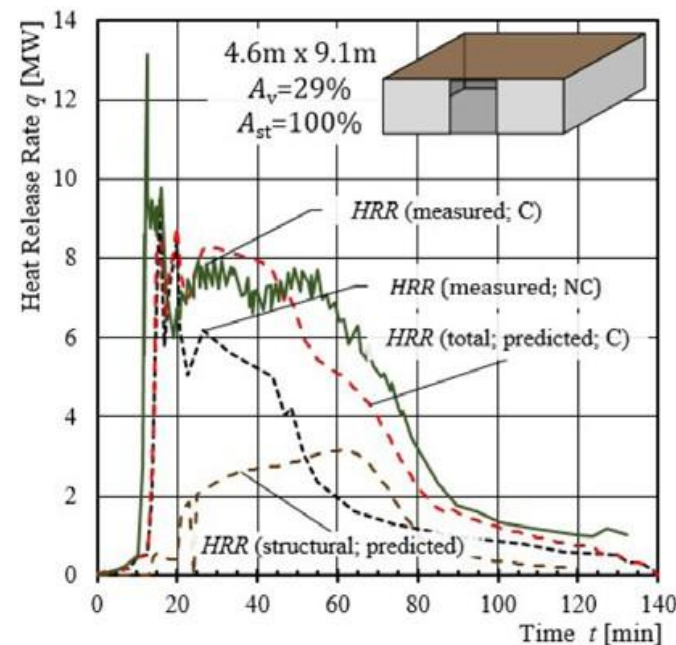 Heat Release Rate q [MW]
14
12
10
8
6
4
2
0
4.6m x 9.1m
Av=29%
Ast=100%
HRR (measured; C)
HRR (measured; NC)
HRR (total; predicted; C)
HRR (structural; predicted)
0 20 40 60 80 100 120 140
Time t [min]